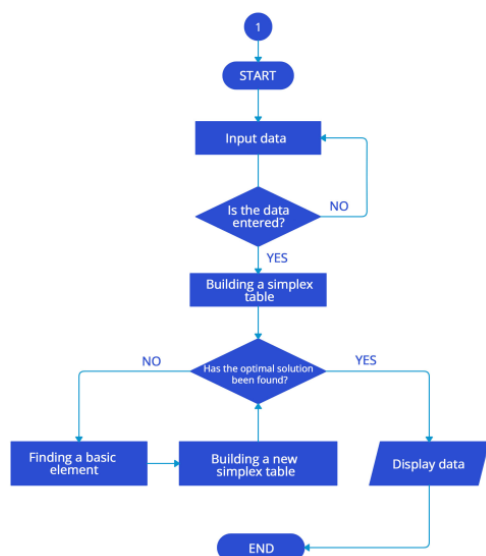 1
START
Input data
Is the data
entered?
NO
YES
Building a simplex
table
Has the optimal solution
been found?
NO
YES
Finding a basic
element
Building a new
simplex table
Display data
END